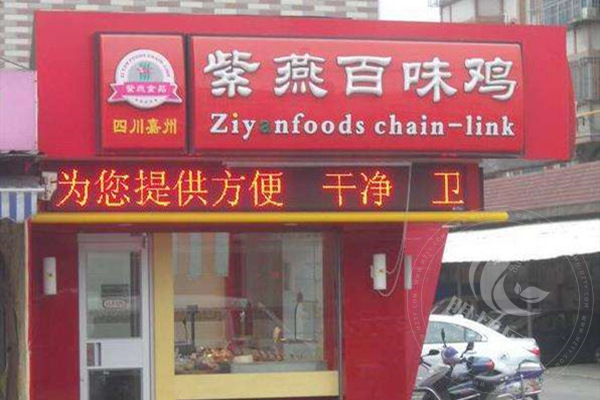 紫燕百味鸡
紫燕食品
四川嘉州
Ziyanfoods chain-link
为您提供方便 干净 卫